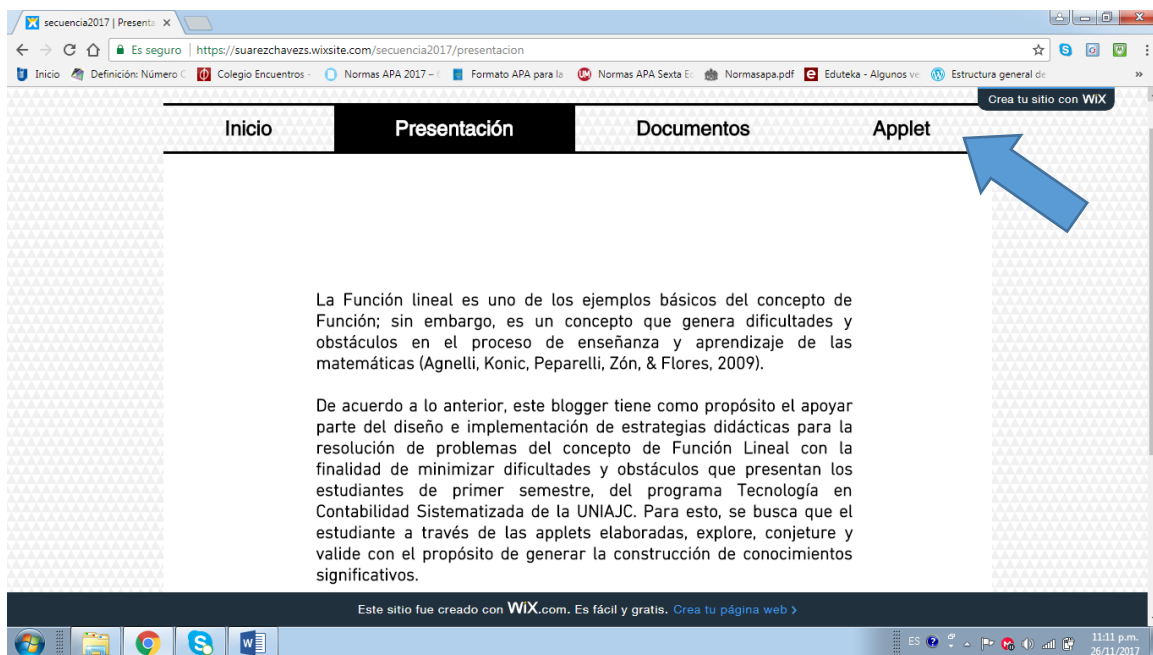 secuencia2017 | Presenta
Es seguro | https://suarezchavezs.wixsite.com/secuencia2017/presentacion
Inicio Definición: Número C Colegio Encuentros - Normas APA 2017 – Formato APA para la Normas APA Sexta Ec Normasapa.pdf Eduteka - Algunos ve Estructura general de »
Crea tu sitio con WiX
Inicio Presentación Documentos Applet
La Función lineal es uno de los ejemplos básicos del concepto de
Función; sin embargo, es un concepto que genera dificultades y
obstáculos en el proceso de enseñanza y aprendizaje de las
matemáticas (Agnelli, Konic, Peparelli, Zón, & Flores, 2009).
De acuerdo a lo anterior, este blogger tiene como propósito el apoyar
parte del diseño e implementación de estrategias didácticas para la
resolución de problemas del concepto de Función Lineal con la
finalidad de minimizar dificultades y obstáculos que presentan los
estudiantes de primer semestre, del programa Tecnología en
Contabilidad Sistematizada de la UNIAJC. Para esto, se busca que el
estudiante a través de las applets elaboradas, explore, conjeture y
valide con el propósito de generar la construcción de conocimientos
significativos.
Este sitio fue creado con WiX.com. Es fácil y gratis. Crea tu página web >
ES 11:11 p.m.
26/11/2017